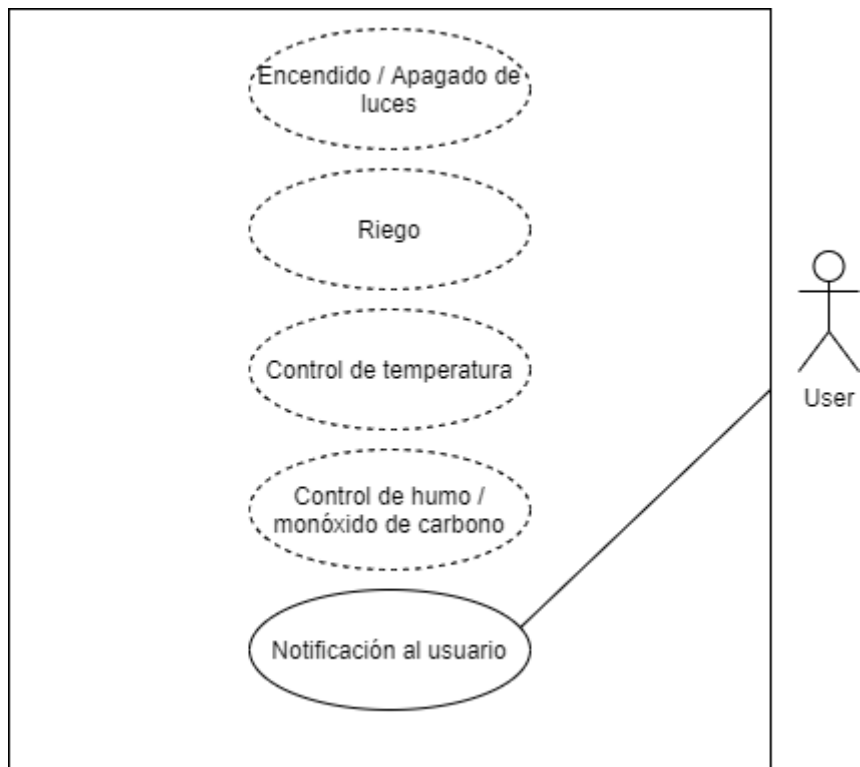 Encendido / Apagado de
luces
Riego
Control de temperatura
User
Control de humo /
monóxido de carbono
Notificación al usuario